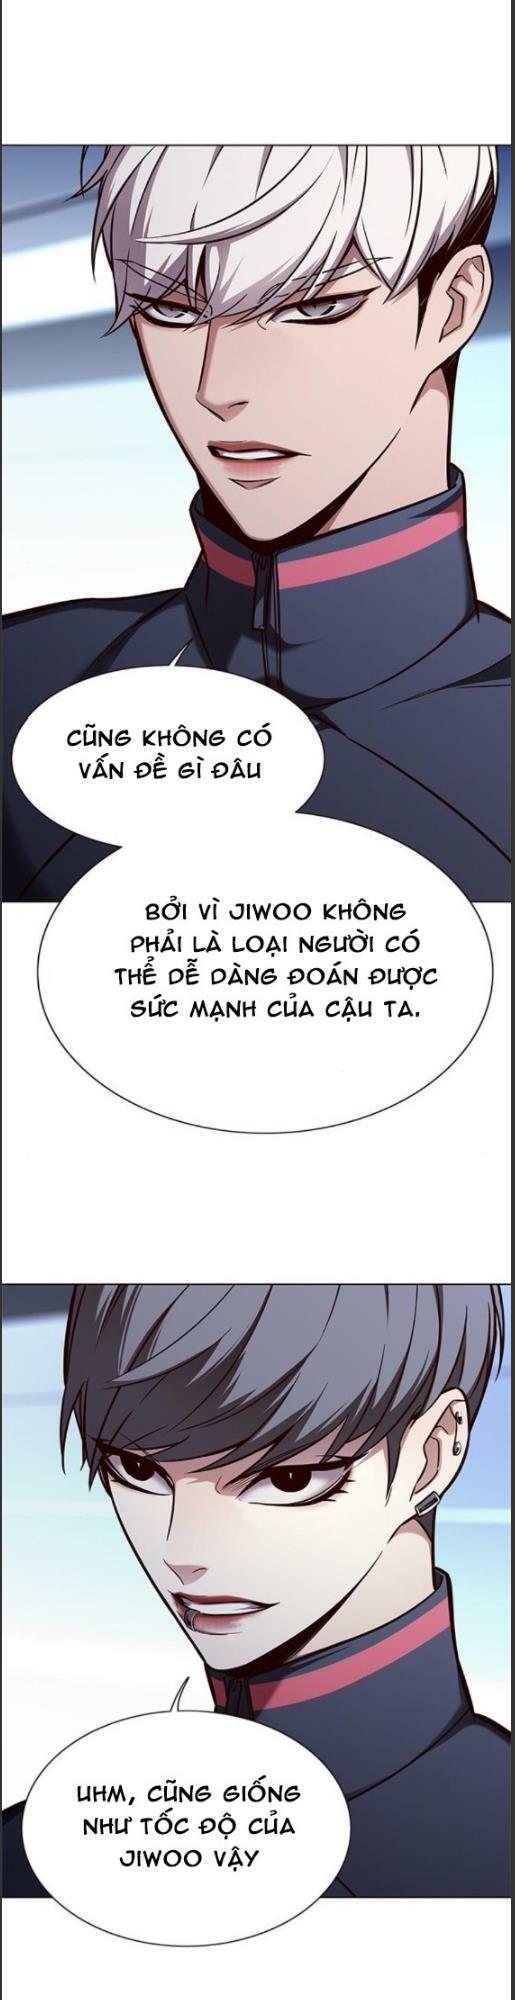 CŨNG KHÔNG CÓ
VẤN ĐỀ GÌ ĐÂU
BỞI VÌ JIWOO KHÔNG
PHẢI LÀ LOẠI NGƯỜI CÓ
THỂ DỄ DÀNG ĐOÁN ĐƯỢC
SỨC MẠNH CỦA CẬU TA.
UHM, CŨNG GIỐNG
NHƯ TỐC ĐỘ CỦA
JIWOO VẬY